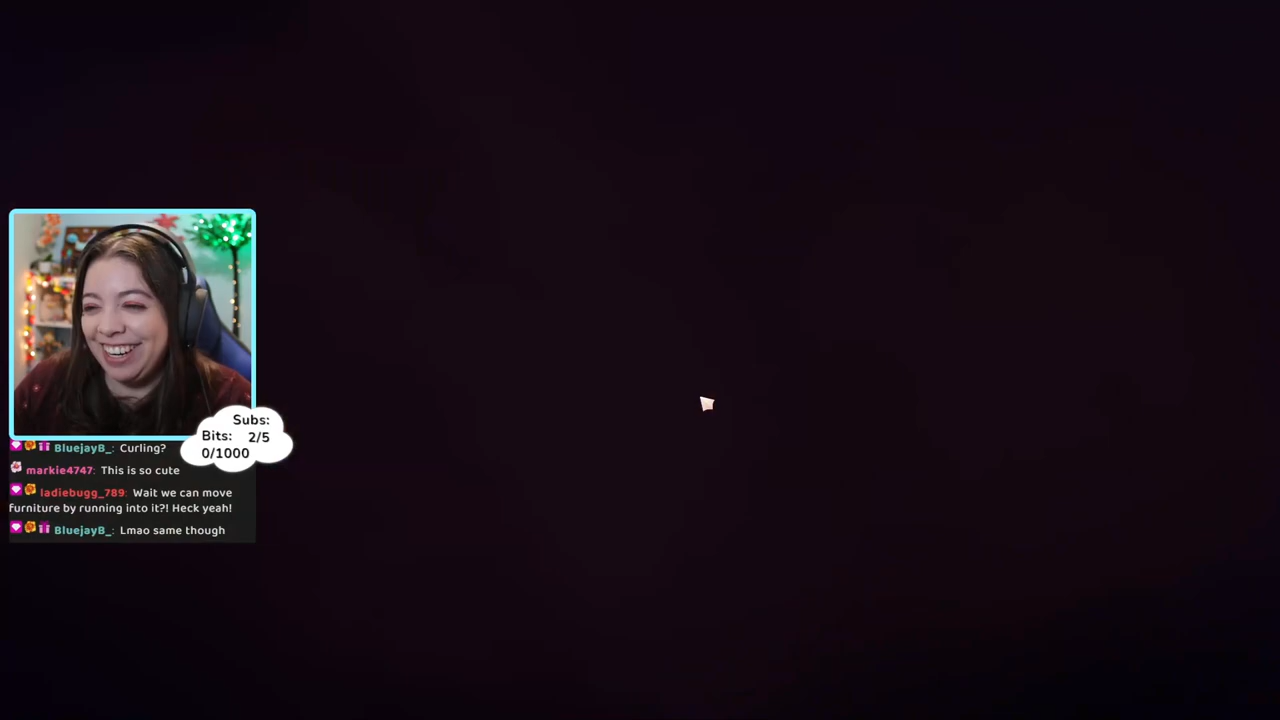 Subs:
Bits: 2/5
0/1000
BluejayB_: Curling?
markie4747: This is so cute
ladiebugg_789: Wait we can move
furniture by running into it?! Heck yeah!
BluejayB_: Lmao same though